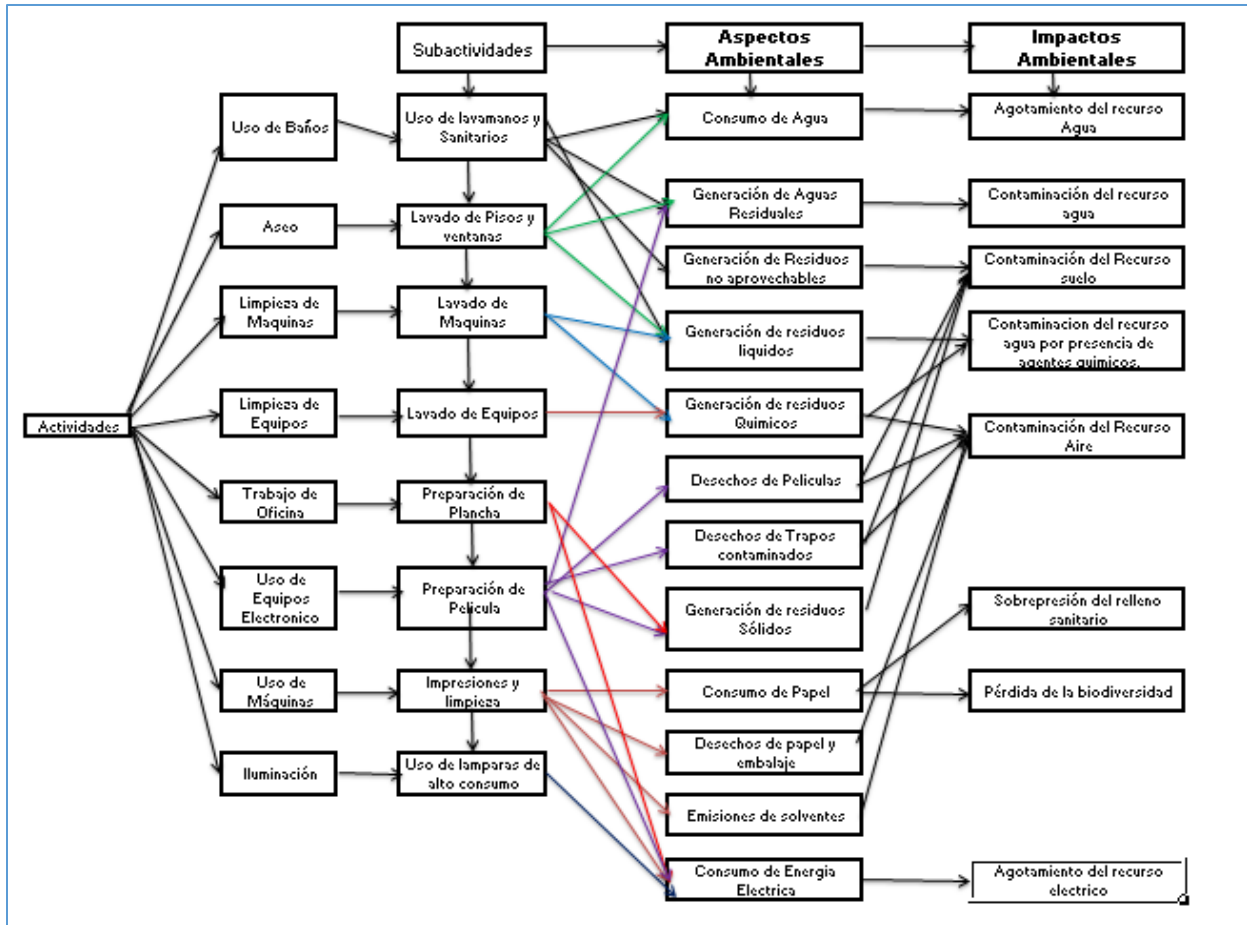 Subactividades
Aspectos
Ambientales
Impactos
Ambientales
Uso de Baños
Uso de lavamanos y
Sanitarios
Consumo de Agua
Agotamiento del recurso
Agua
Aseo
Lavado de Pisos y
ventanas
Generación de Aguas
Residuales
Contaminación del recurso
agua
Generación de Residuos
no aprovechables
Contaminación del Recurso
suelo
Limpieza de
Maquinas
Lavado de
Maquinas
Generación de residuos
liquidos
Contaminacion del recurso
agua por presencia de
agentes quimicos.
Actividades
Limpieza de
Equipos
Lavado de Equipos
Generación de residuos
Quimicos
Contaminación del Recurso
Aire
Desechos de Peliculas
Trabajo de
Oficina
Preparación de
Plancha
Desechos de Trapos
contaminados
Uso de
Equipos
Electronico
Preparación de
Pelicula
Generación de residuos
Sólidos
Sobrepresión del relleno
sanitario
Uso de
Máquinas
Impresiones y
limpieza
Consumo de Papel
Pérdida de la biodiversidad
Desechos de papel y
embalaje
Iluminación
Uso de lamparas de
alto consumo
Emisiones de solventes
Consumo de Energia
Electrica
Agotamiento del recurso
electrico